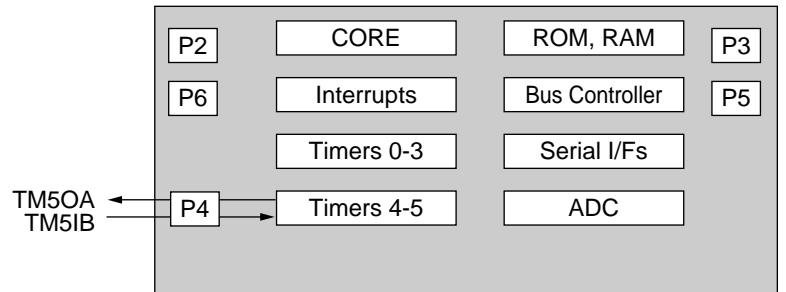 P2
CORE
ROM, RAM
P3
P6
Interrupts
Bus Controller
P5
Timers 0-3
Serial I/Fs
TM5OA
TM5IB
P4
Timers 4-5
ADC